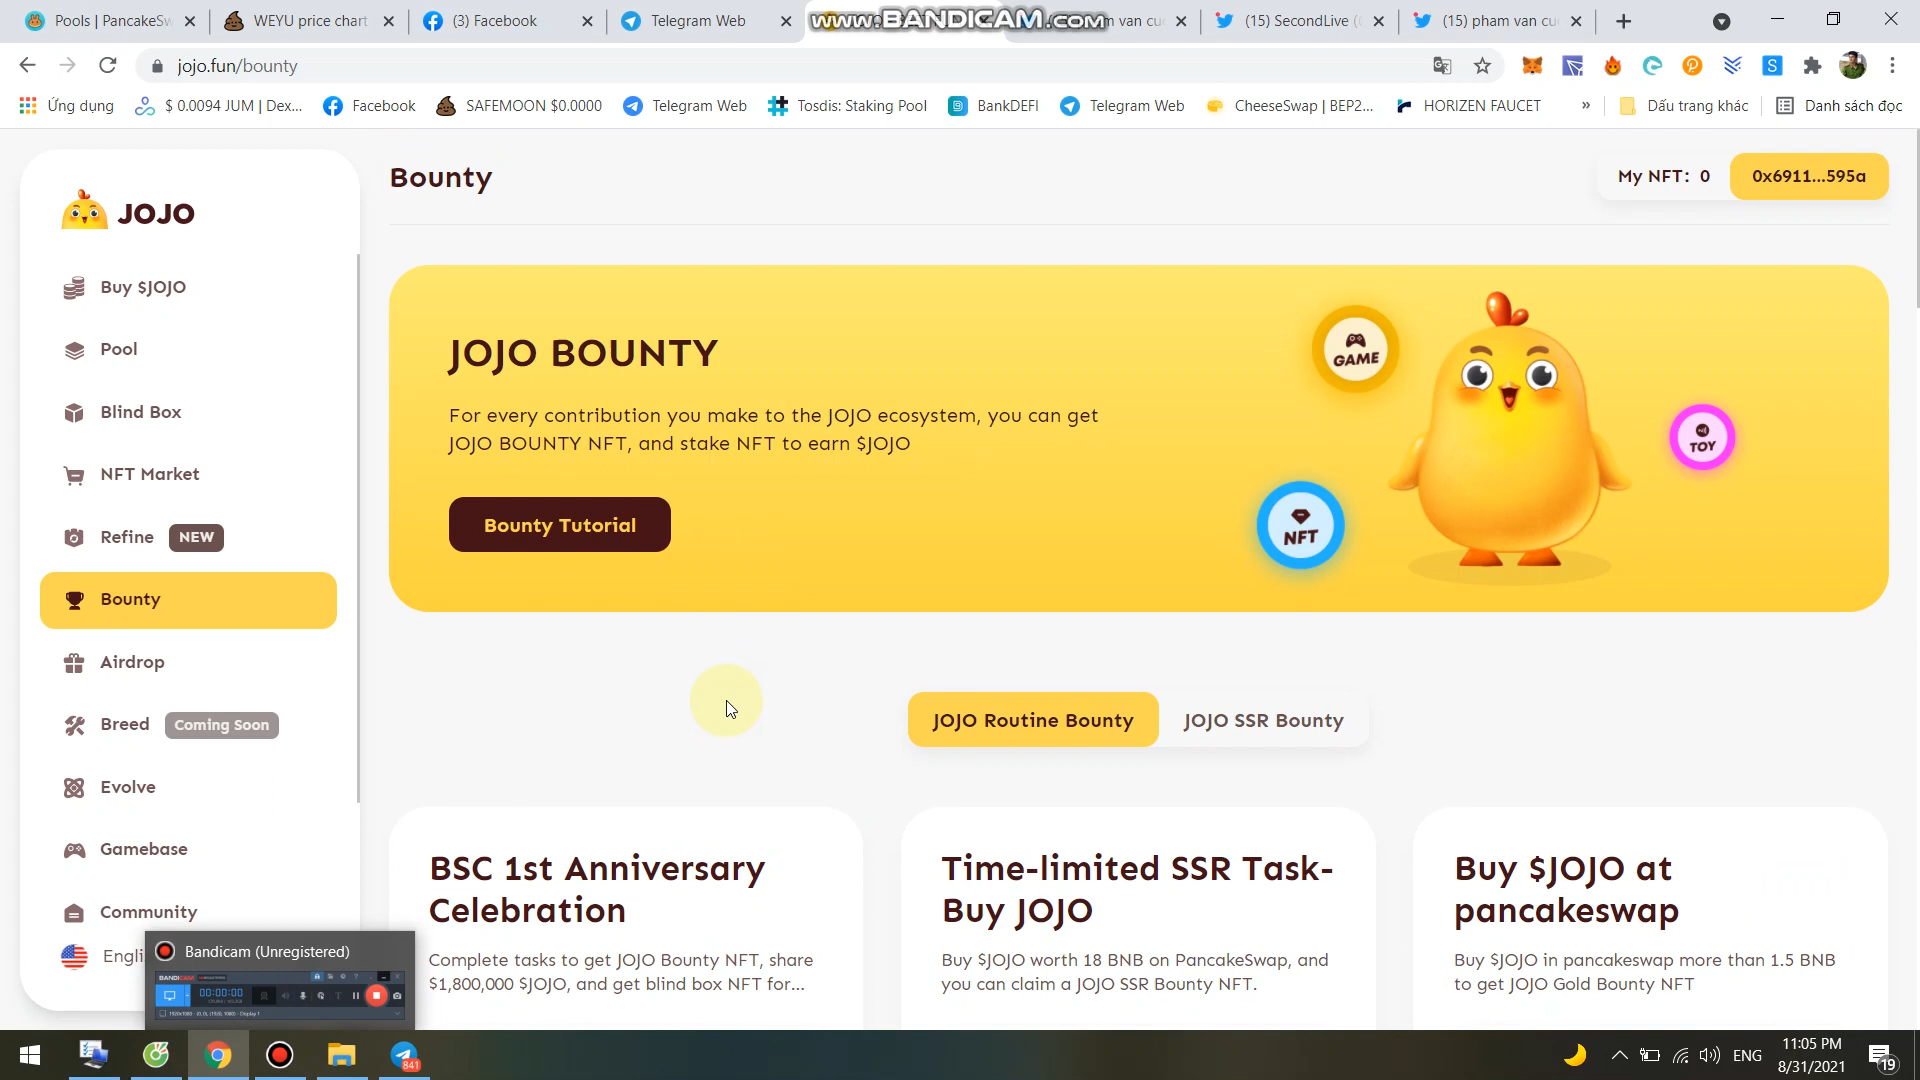 Pools | PancakeSw
WEYU price chart
(3) Facebook
Telegram Web
www.BANDICAM.com
(15) SecondLive (
(15) pham van cu
jojo.fun/bounty
Ứng dụng
$ 0.0094 JUM | Dex...
Facebook
SAFEMOON $0.0000
Telegram Web
Tosdis: Staking Pool
BankDEFI
Telegram Web
CheeseSwap | BEP2...
HORIZEN FAUCET
»
Dấu trang khác
Danh sách đọc
JOJO
Buy $JOJO
Pool
Blind Box
NFT Market
Refine NEW
Bounty
Airdrop
Breed Coming Soon
Evolve
Gamebase
Community
Engli
Bounty
My NFT: 0
0x6911...595a
JOJO BOUNTY
For every contribution you make to the JOJO ecosystem, you can get
JOJO BOUNTY NFT, and stake NFT to earn $JOJO
Bounty Tutorial
GAME
TOY
NFT
JOJO Routine Bounty
JOJO SSR Bounty
BSC 1st Anniversary
Celebration
Complete tasks to get JOJO Bounty NFT, share
$1,800,000 $JOJO, and get blind box NFT for...
Time-limited SSR Task-
Buy JOJO
Buy $JOJO worth 18 BNB on PancakeSwap, and
you can claim a JOJO SSR Bounty NFT.
Buy $JOJO at
pancakeswap
Buy $JOJO in pancakeswap more than 1.5 BNB
to get JOJO Gold Bounty NFT
Bandicam (Unregistered)
BANDICAM
00:00:00
841
ENG
11:05 PM
8/31/2021
19